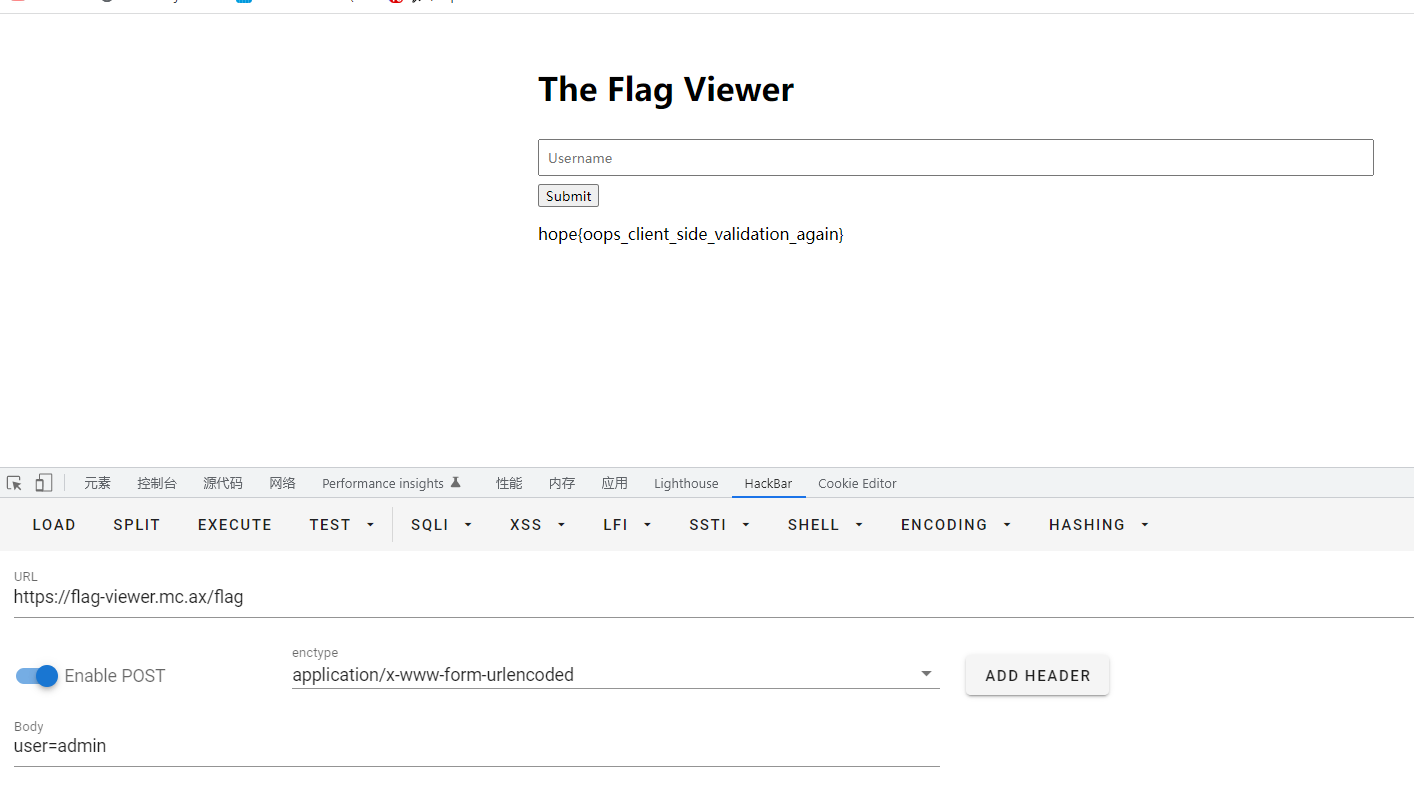 The Flag Viewer
Username
Submit
hope{oops_client_side_validation_again}
元素 控制台 源代码 网络 Performance insights 性能 内存 应用 Lighthouse HackBar Cookie Editor
LOAD SPLIT EXECUTE TEST SQLI XSS LFI SSTI SHELL ENCODING HASHING
URL
https://flag-viewer.mc.ax/flag
enctype
Enable POST application/x-www-form-urlencoded ADD HEADER
Body
user=admin